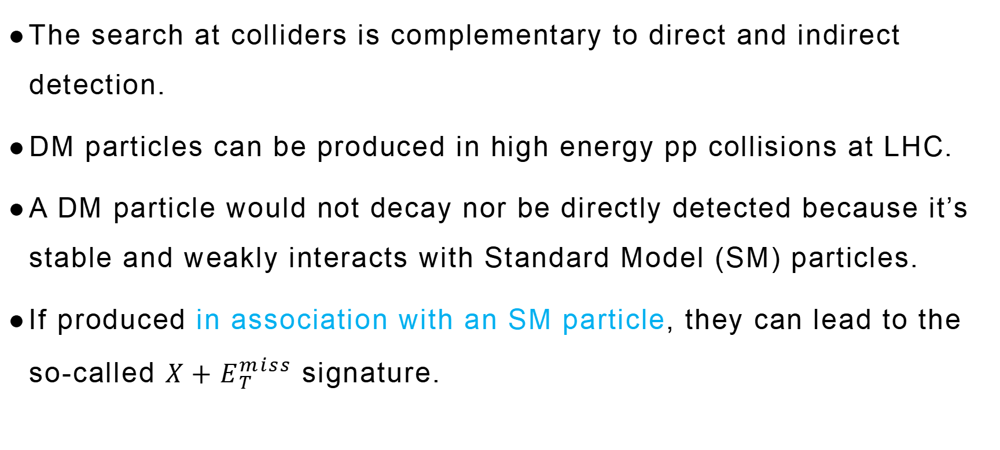 ● The search at colliders is complementary to direct and indirect
detection.
● DM particles can be produced in high energy pp collisions at LHC.
● A DM particle would not decay nor be directly detected because it’s
stable and weakly interacts with Standard Model (SM) particles.
● If produced in association with an SM particle, they can lead to the
so-called $X + E_T^{miss}$ signature.